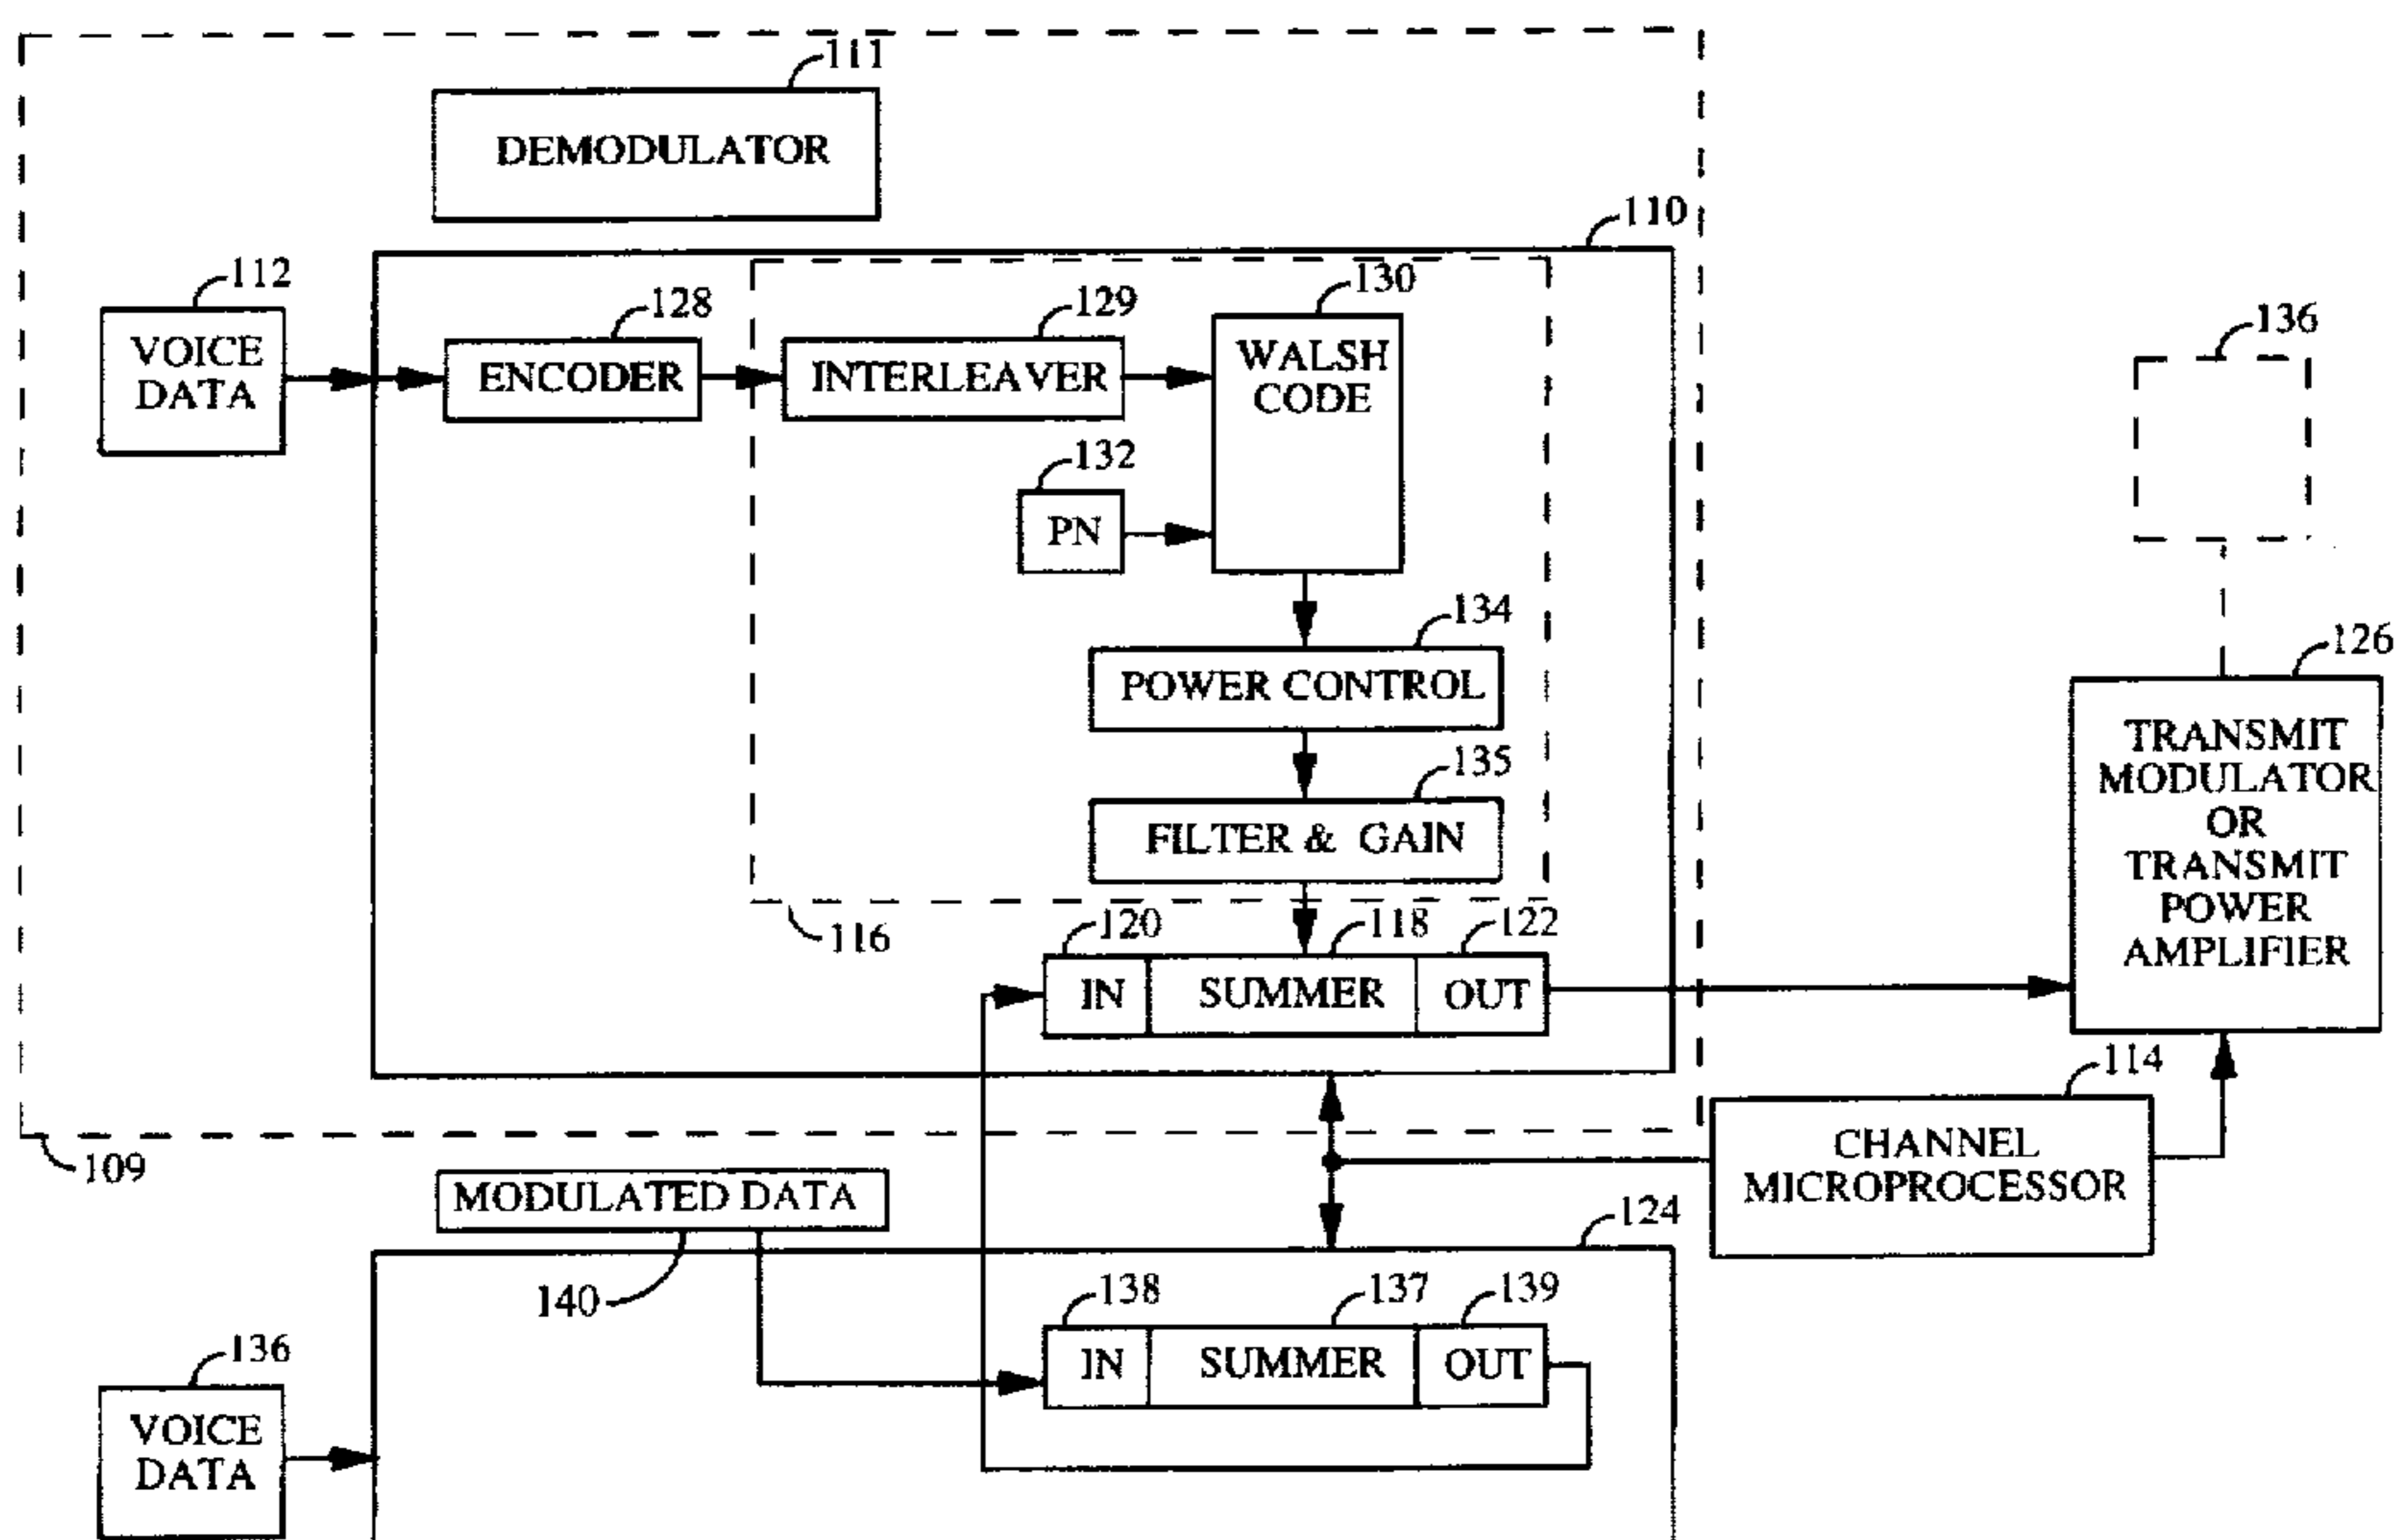 111
DEMODULATOR
110
112
VOICE
DATA
128
ENCODER
129
INTERLEAVER
130
WALSH
CODE
132
PN
134
POWER CONTROL
135
FILTER & GAIN
116
120
IN
118
SUMMER
122
OUT
136
126
TRANSMIT
MODULATOR
OR
TRANSMIT
POWER
AMPLIFIER
114
CHANNEL
MICROPROCESSOR
109
MODULATED DATA
140
124
138
IN
137
SUMMER
139
OUT
136
VOICE
DATA